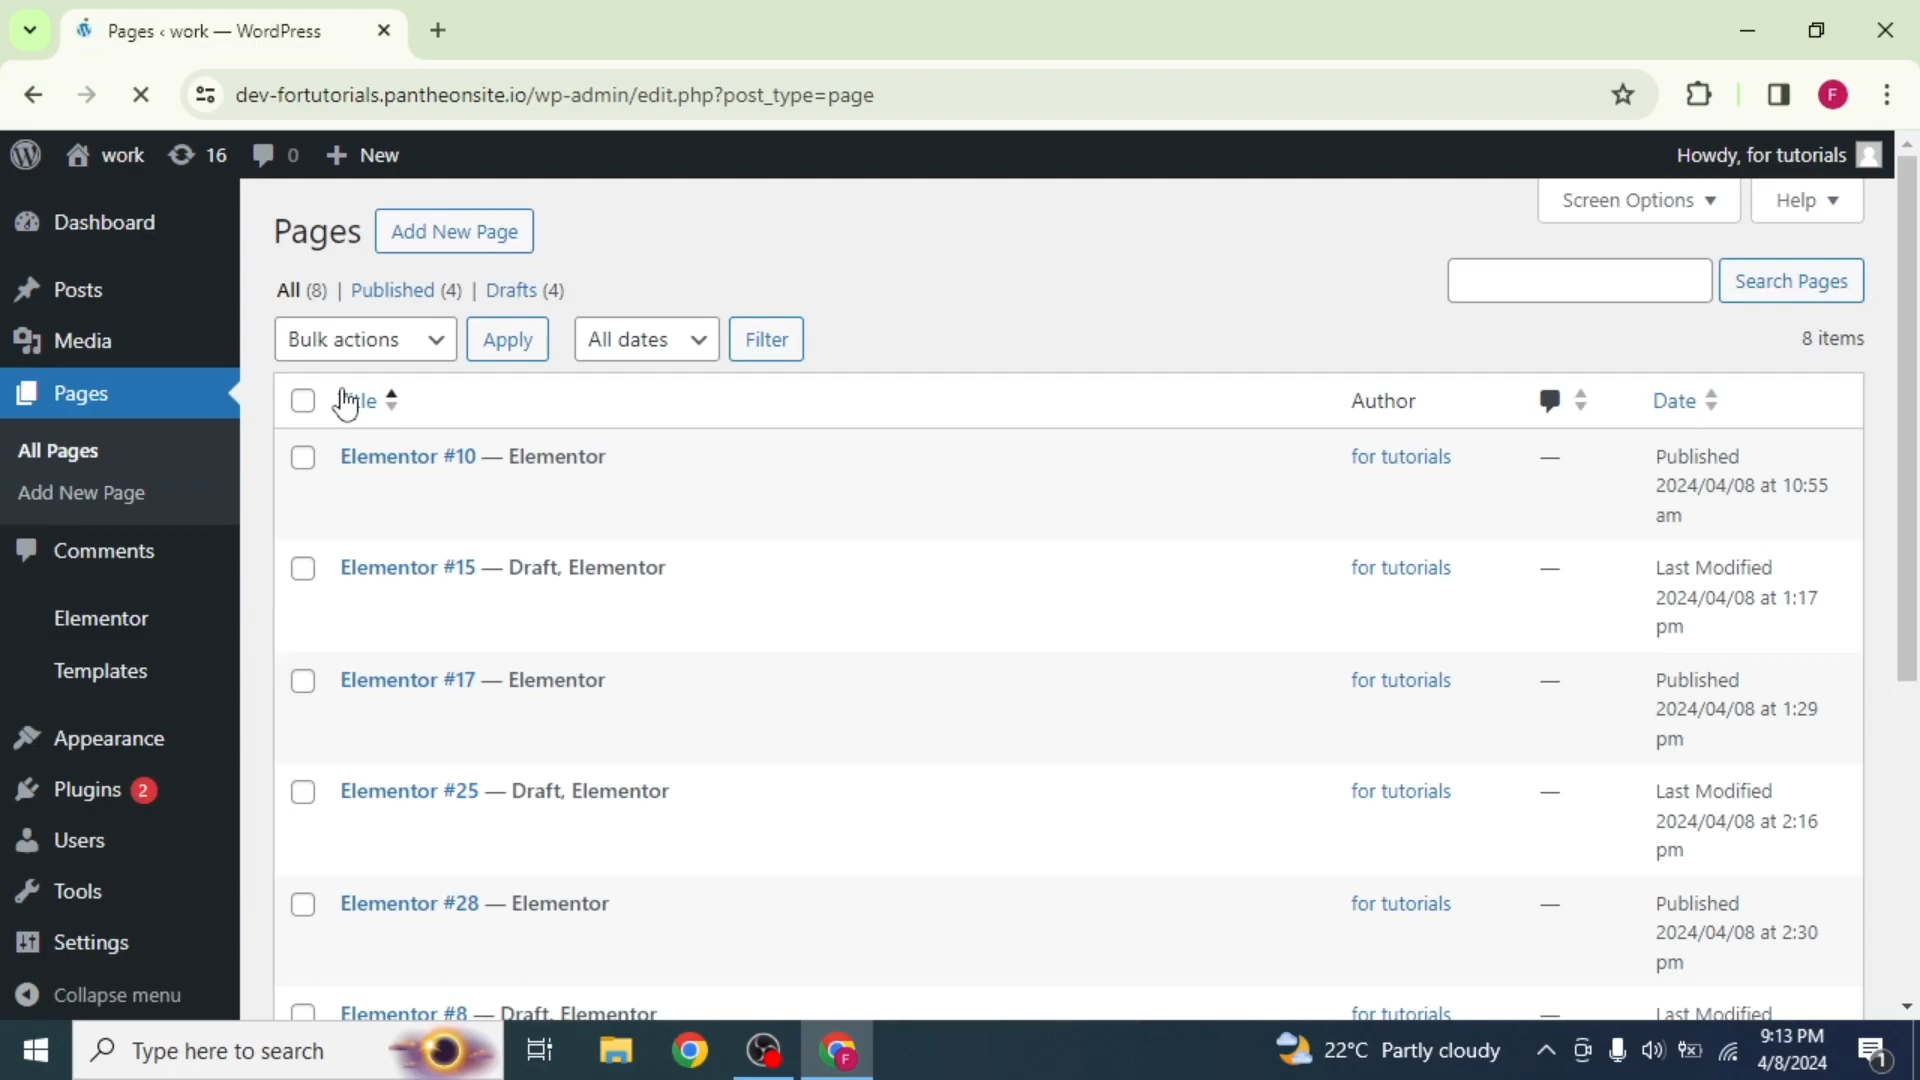 Pages ‹ work — WordPress
dev-fortutorials.pantheonsite.io/wp-admin/edit.php?post_type=page
work 16 0 New Howdy, for tutorials
Screen Options Help
Dashboard
Posts
Media
Pages
All Pages
Add New Page
Comments
Elementor
Templates
Appearance
Plugins 2
Users
Tools
Settings
Collapse menu
Pages Add New Page
All (8) | Published (4) | Drafts (4)
Search Pages
Bulk actions Apply All dates Filter
8 items
Author Date
Elementor #10 — Elementor for tutorials — Published
2024/04/08 at 10:55
am
Elementor #15 — Draft, Elementor for tutorials — Last Modified
2024/04/08 at 1:17
pm
Elementor #17 — Elementor for tutorials — Published
2024/04/08 at 1:29
pm
Elementor #25 — Draft, Elementor for tutorials — Last Modified
2024/04/08 at 2:16
pm
Elementor #28 — Elementor for tutorials — Published
2024/04/08 at 2:30
pm
Elementor #8 — Draft, Elementor for tutorials — Last Modified
Type here to search
F
22°C Partly cloudy
9:13 PM
4/8/2024
1